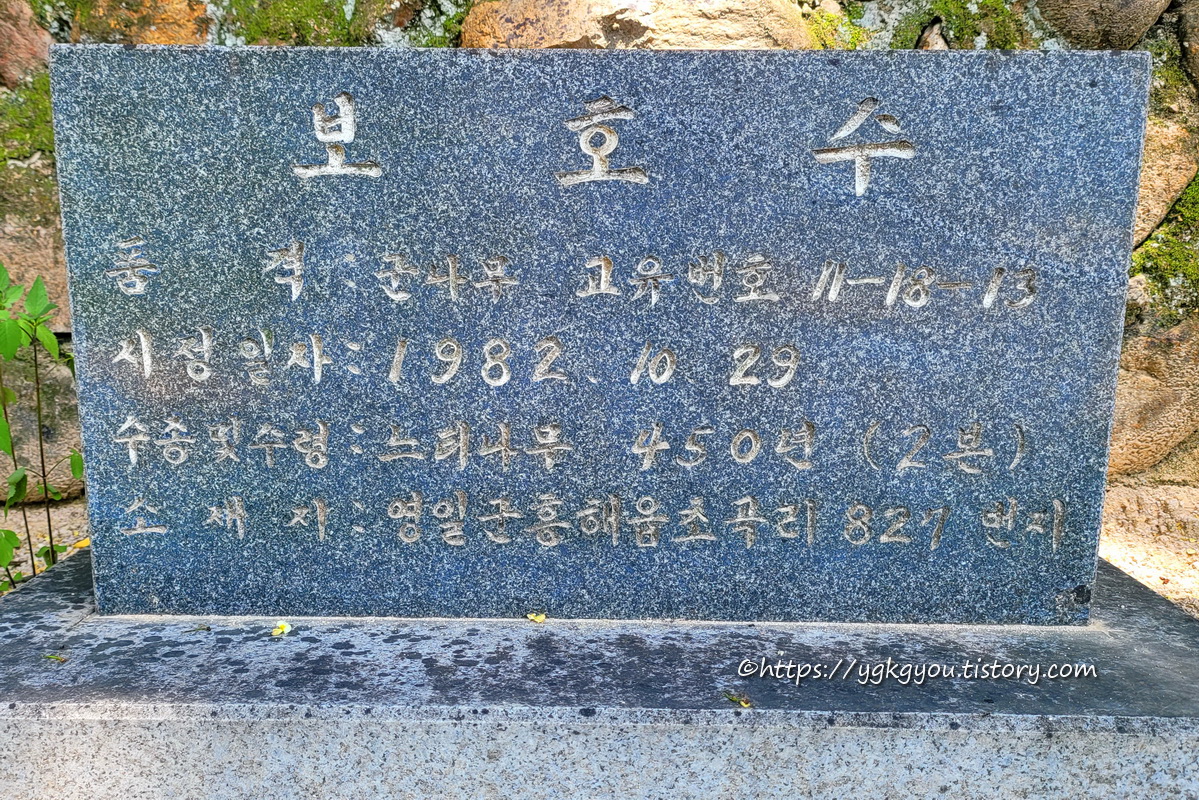 보 호 수
품 격 : 군나무 고유번호 11-18-13
지정일자 : 1982. 10. 29
수종및수령 : 느티나무 450년 (2본)
소 재 지 : 영일군흥해읍초곡리 827 번지
©https://ygkgyou.tistory.com